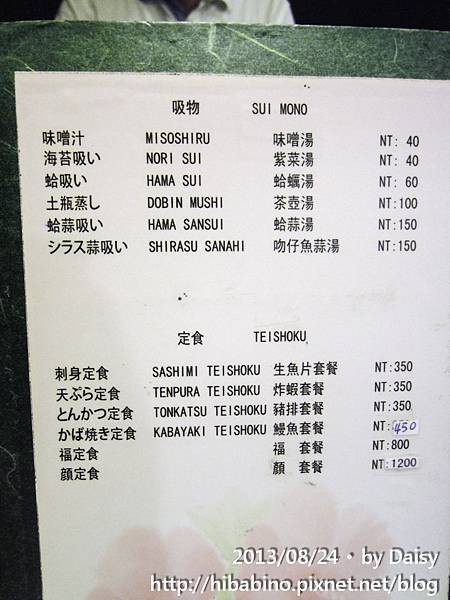 吸物 SUI MONO
味噌汁 MISOSHIRU 味噌湯 NT: 40
海苔吸い NORI SUI 紫菜湯 NT: 40
蛤吸い HAMA SUI 蛤蠣湯 NT: 60
土瓶蒸し DOBIN MUSHI 茶壺湯 NT:100
蛤蒜吸い HAMA SANSUI 蛤蒜湯 NT:150
シラス蒜吸い SHIRASU SANAHI 吻仔魚蒜湯 NT:150
定食 TEISHOKU
刺身定食 SASHIMI TEISHOKU 生魚片套餐 NT:350
天ぷら定食 TENPURA TEISHOKU 炸蝦套餐 NT:350
とんかつ定食 TONKATSU TEISHOKU 豬排套餐 NT:350
かば焼き定食 KABAYAKI TEISHOKU 鰻魚套餐 NT:450
福定食 福 套餐 NT:800
顔定食 顏 套餐 NT:1200
2013/08/24・by Daisy
http://hibabino.pixnet.net/blog